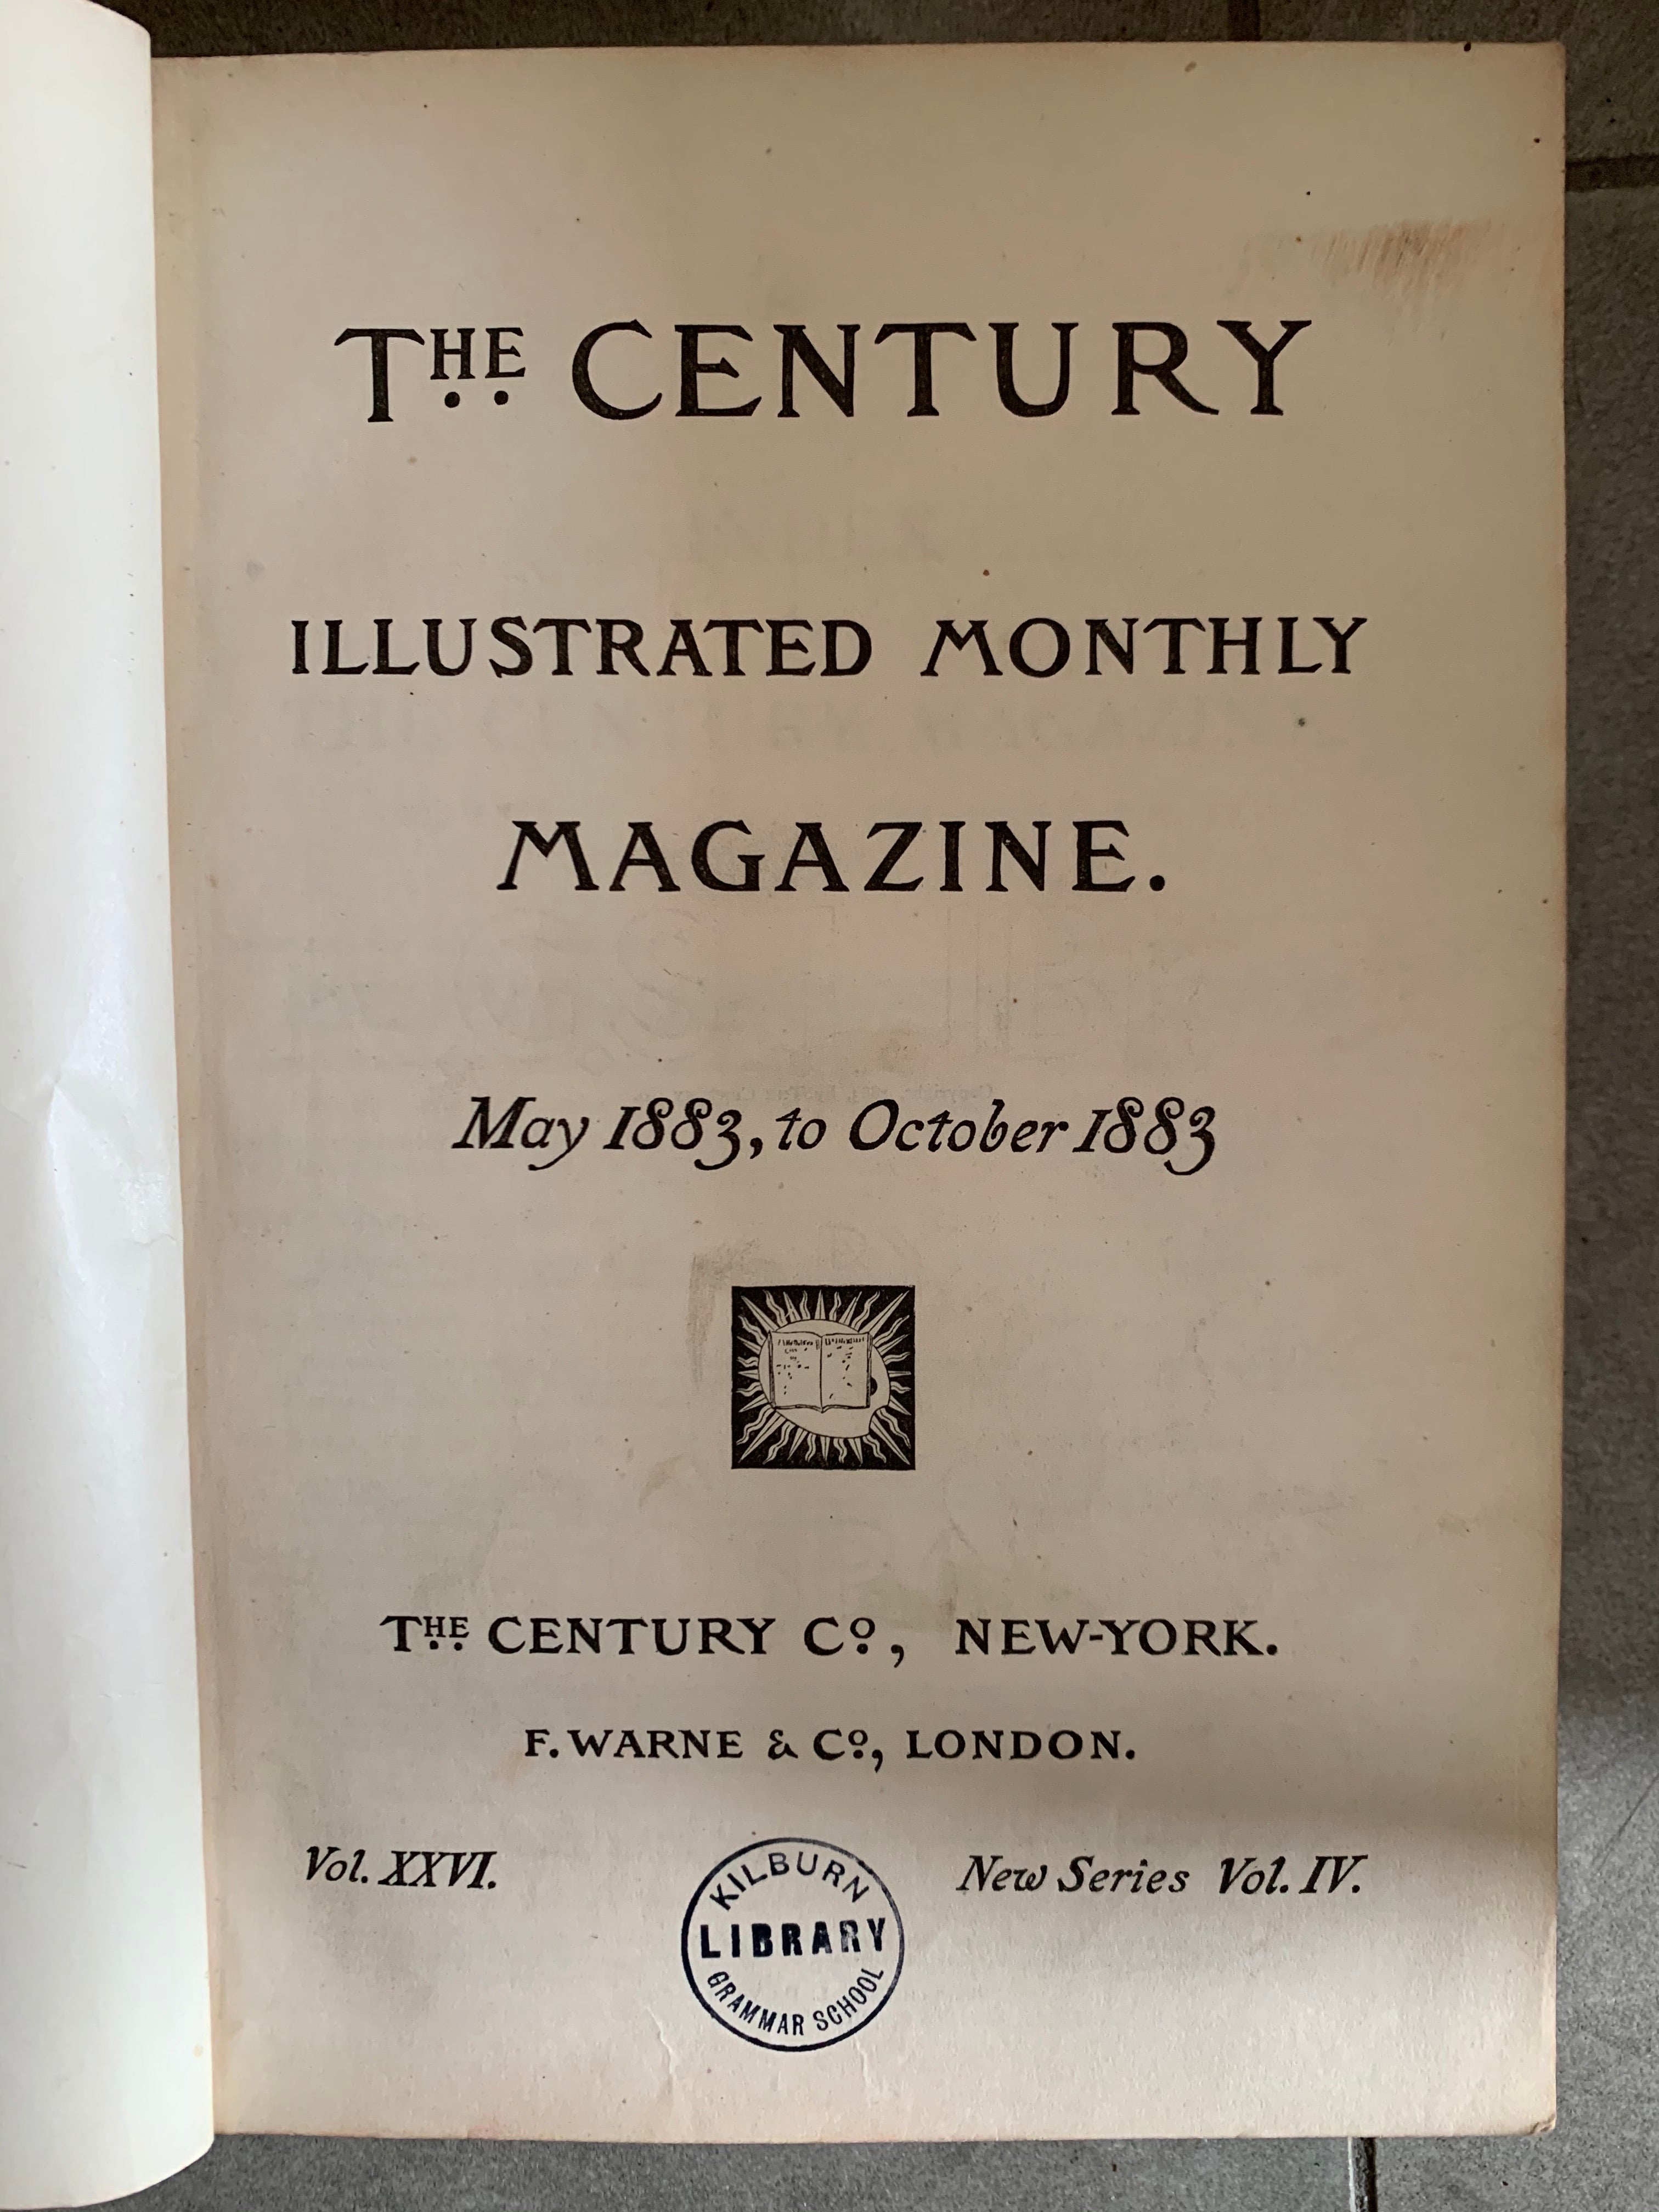 THE CENTURY
ILLUSTRATED MONTHLY
MAGAZINE.
May 1883, to October 1883
THE CENTURY CO, NEW-YORK.
F. WARNE & CO, LONDON.
Vol. XXVI.
New Series Vol. IV.
KILBURN
LIBRARY
GRAMMAR SCHOOL